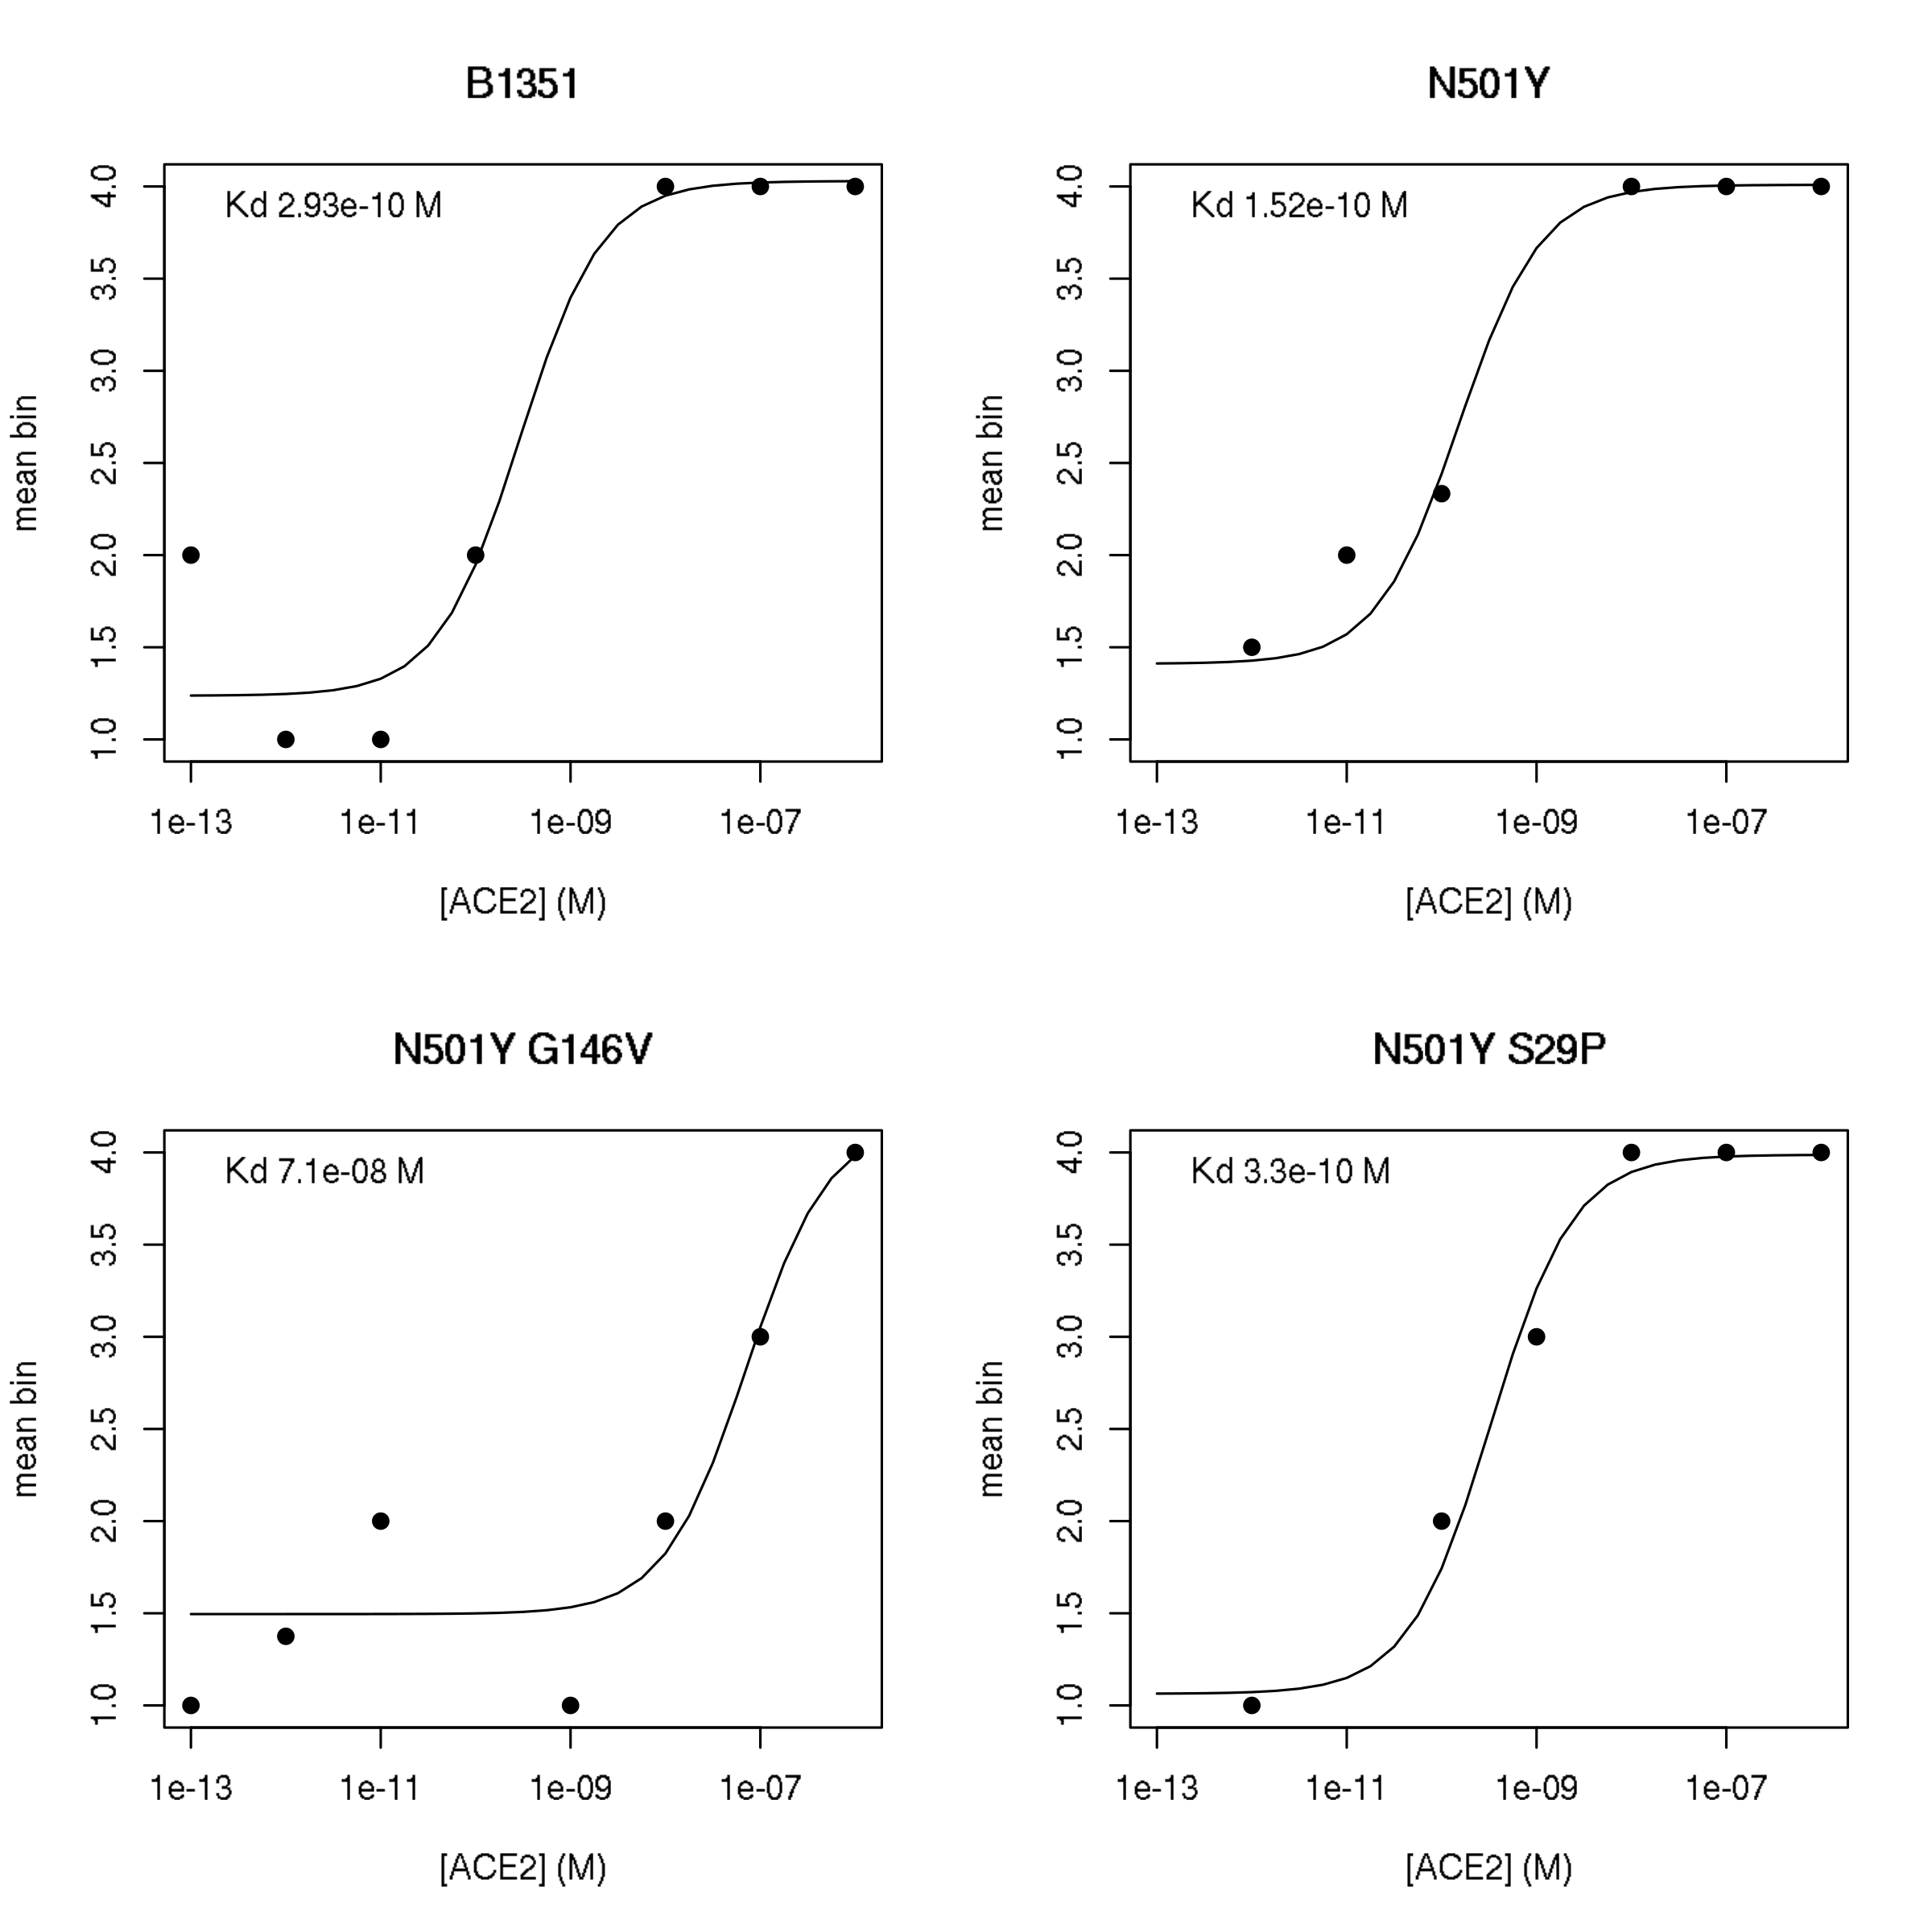 B1351
Kd 2.93e-10 M
mean bin
4.0
3.5
3.0
2.5
2.0
1.5
1.0
1e-13 1e-11 1e-09 1e-07
[ACE2] (M)
N501Y
Kd 1.52e-10 M
mean bin
4.0
3.5
3.0
2.5
2.0
1.5
1.0
1e-13 1e-11 1e-09 1e-07
[ACE2] (M)
N501Y G146V
Kd 7.1e-08 M
mean bin
4.0
3.5
3.0
2.5
2.0
1.5
1.0
1e-13 1e-11 1e-09 1e-07
[ACE2] (M)
N501Y S29P
Kd 3.3e-10 M
mean bin
4.0
3.5
3.0
2.5
2.0
1.5
1.0
1e-13 1e-11 1e-09 1e-07
[ACE2] (M)